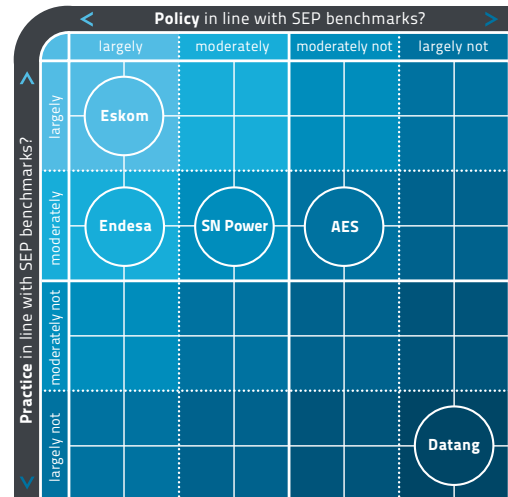 Policy in line with SEP benchmarks?
largely moderately moderately not largely not
Practice in line with SEP benchmarks?
largely
Eskom
moderately
Endesa SN Power AES
moderately not
largely not
Datang